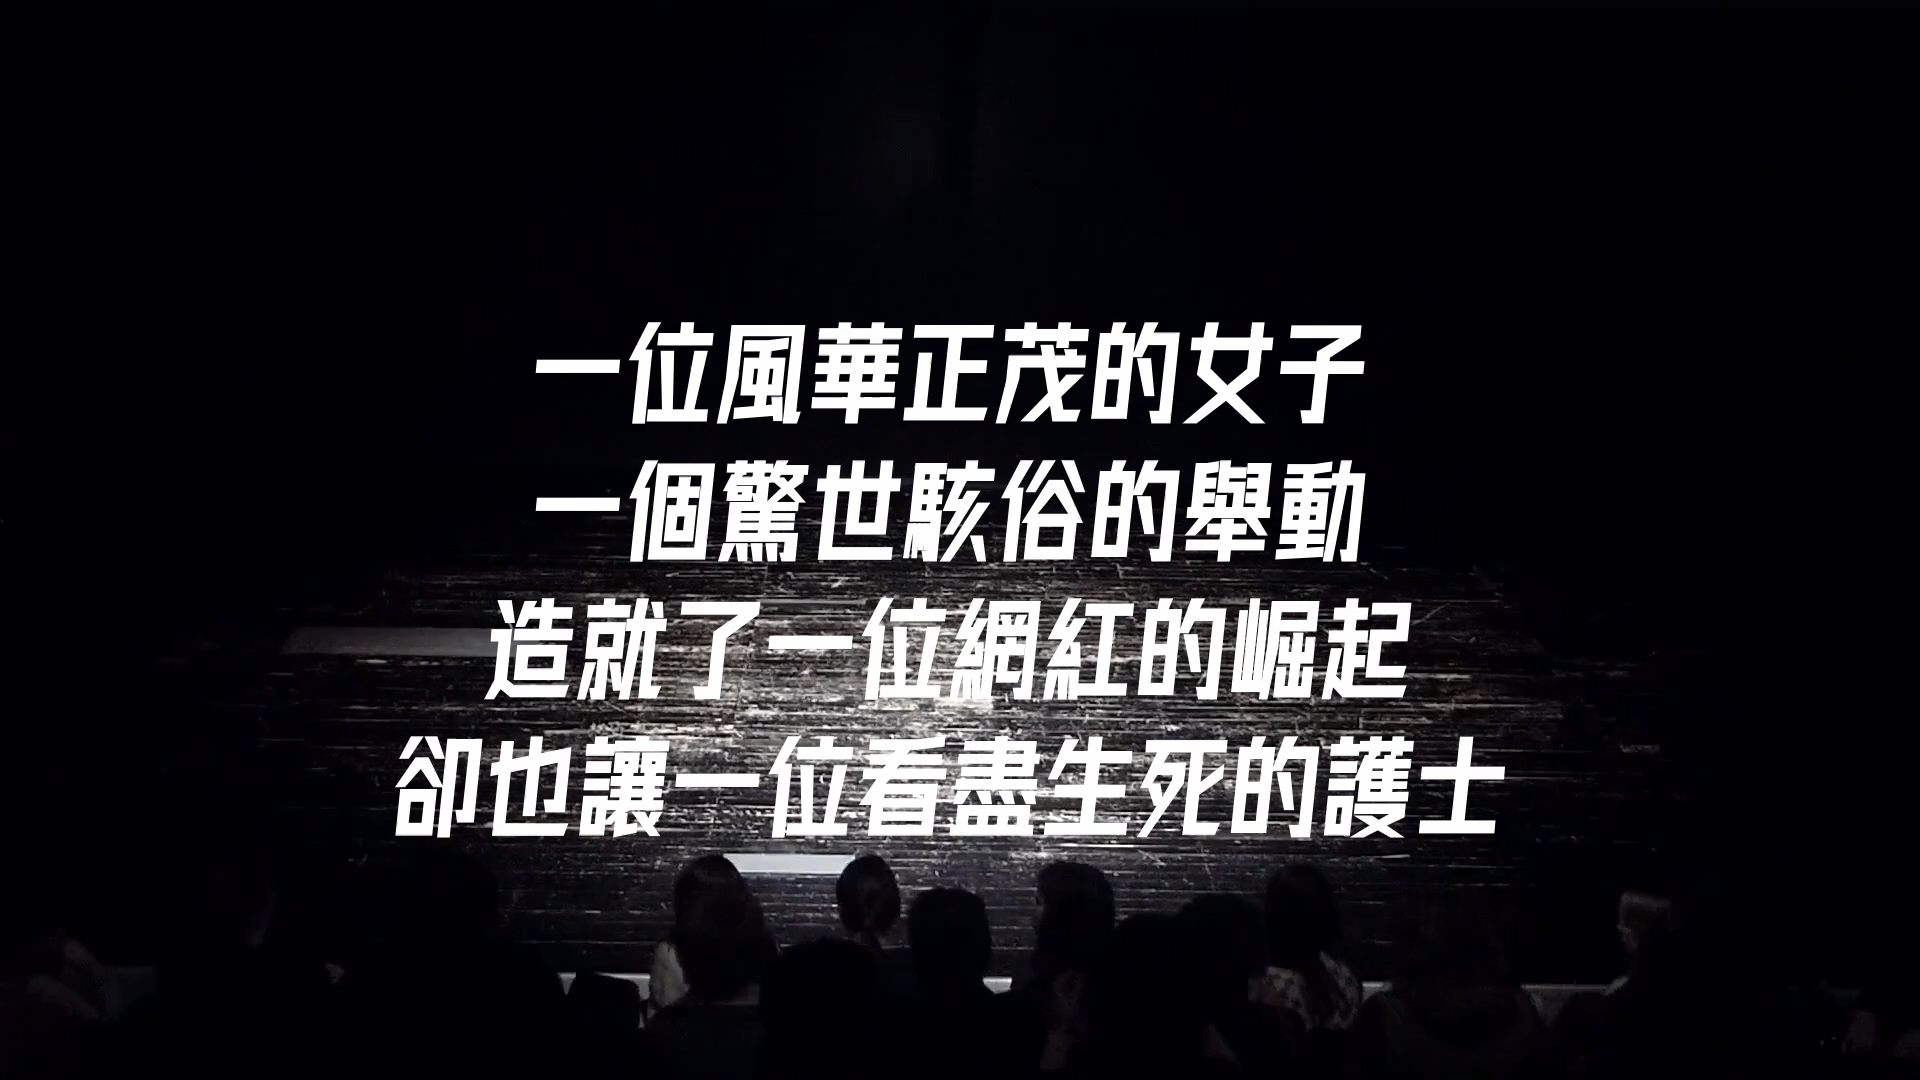 一位風華正茂的女子
一個驚世駭俗的舉動
造就了一位網紅的崛起
卻也讓一位看盡生死的護士